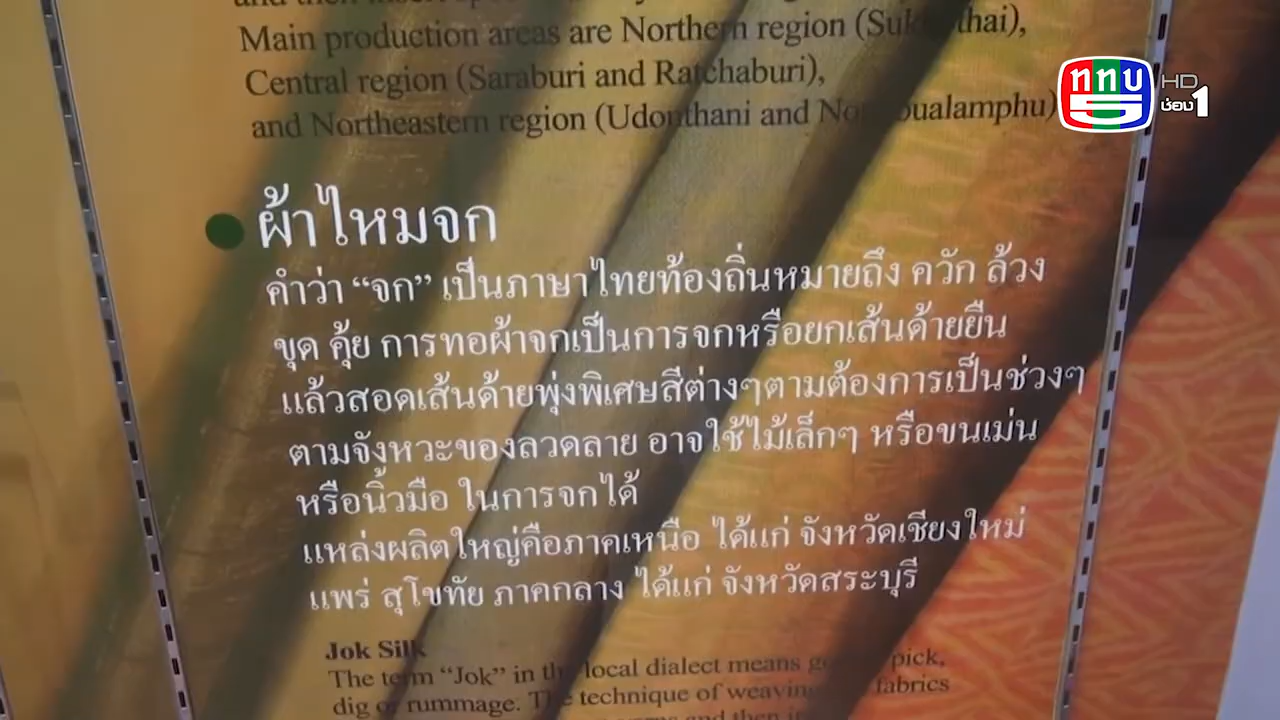 Main production areas are Northern region (Sukhothai),
Central region (Saraburi and Ratchaburi),
and Northeastern region (Udonthani and Nongbualamphu)
ททบ
5
HD
ช่อง 1
ผ้าไหมจก
คำว่า “จก” เป็นภาษาไทยท้องถิ่นหมายถึง ควัก ล้วง
ขุด คุ้ย การทอผ้าจกเป็นการจกหรือยกเส้นด้ายยืน
แล้วสอดเส้นด้ายพุ่งพิเศษสีต่างๆตามต้องการเป็นช่วงๆ
ตามจังหวะของลวดลาย อาจใช้ไม้เล็กๆ หรือขนเม่น
หรือนิ้วมือ ในการจกได้
แหล่งผลิตใหญ่คือภาคเหนือ ได้แก่ จังหวัดเชียงใหม่
แพร่ สุโขทัย ภาคกลาง ได้แก่ จังหวัดสระบุรี
Jok Silk
The term “Jok” in the local dialect means pick,
dig or rummage. The technique of weaving fabrics